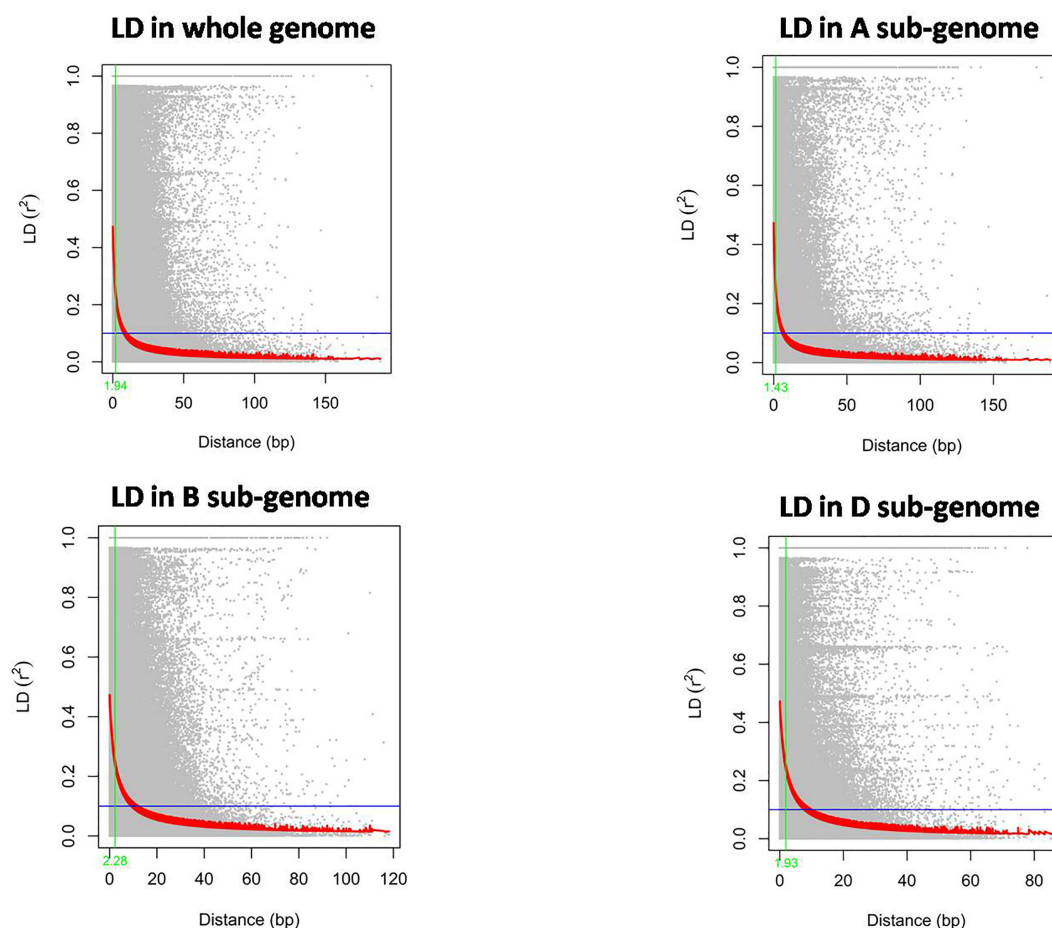 LD in whole genome
LD (r²)
1.0
0.8
0.6
0.4
0.2
0.0
1.94
0 50 100 150
Distance (bp)
LD in A sub-genome
LD (r²)
1.0
0.8
0.6
0.4
0.2
0.0
1.43
0 50 100 150
Distance (bp)
LD in B sub-genome
LD (r²)
1.0
0.8
0.6
0.4
0.2
0.0
2.28
0 20 40 60 80 100 120
Distance (bp)
LD in D sub-genome
LD (r²)
1.0
0.8
0.6
0.4
0.2
0.0
1.93
0 20 40 60 80
Distance (bp)